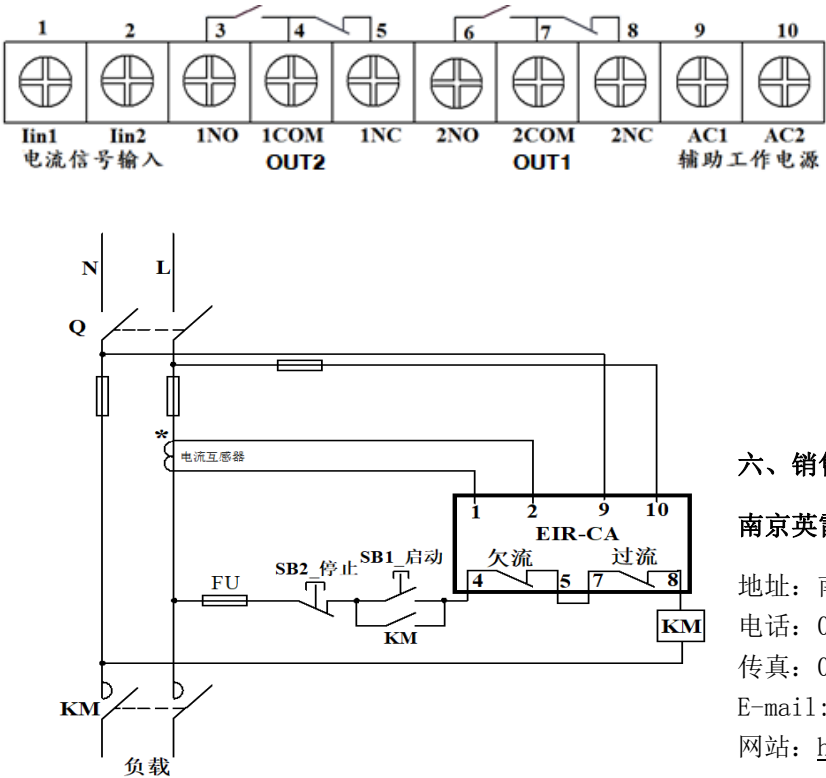 1 2 3 4 5 6 7 8 9 10
Iin1 Iin2 1NO 1COM 1NC 2NO 2COM 2NC AC1 AC2
电流信号输入 OUT2 OUT1 辅助工作电源
N L
Q
*
电流互感器
1 2 9 10
EIR-CA
欠流 过流
4 5 7 8
SB2_停止 SB1_启动
FU
KM
KM
KM
负载
六、销
南京英
地址：
电话：0
传真：0
E-mail:
网站：h